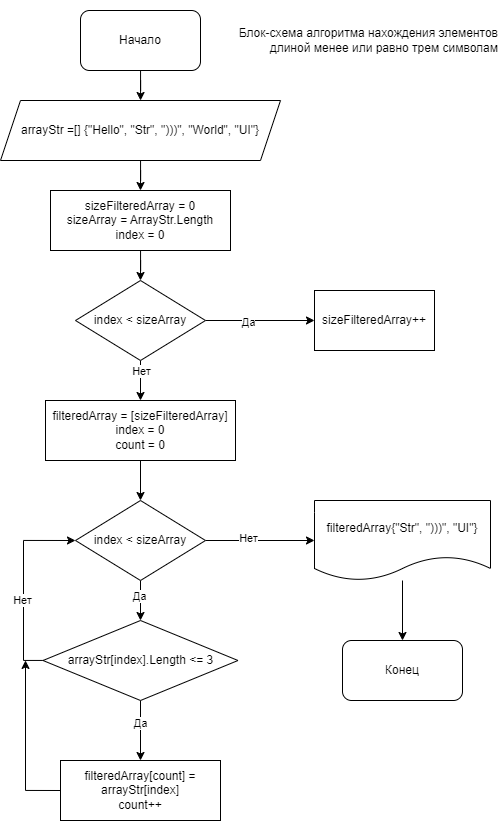 Начало
Блок-схема алгоритма нахождения элементов
длиной менее или равно трем символам
arrayStr =[] {"Hello", "Str", ")))", "World", "UI"}
sizeFilteredArray = 0
sizeArray = ArrayStr.Length
index = 0
index < sizeArray
Да
sizeFilteredArray++
Нет
filteredArray = [sizeFilteredArray]
index = 0
count = 0
index < sizeArray
Нет
filteredArray{"Str", ")))", "UI"}
Да
Нет
arrayStr[index].Length <= 3
Конец
Да
filteredArray[count] =
arrayStr[index]
count++